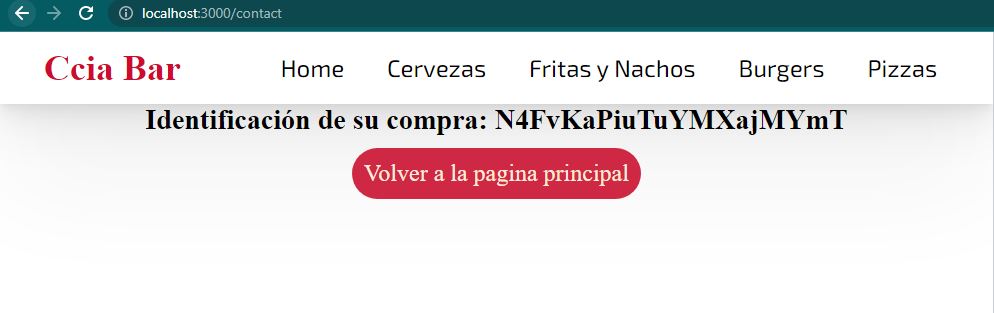 localhost:3000/contact
Ccia Bar Home Cervezas Fritas y Nachos Burgers Pizzas
Identificación de su compra: N4FvKaPiuTuYMXajMYmT
Volver a la pagina principal